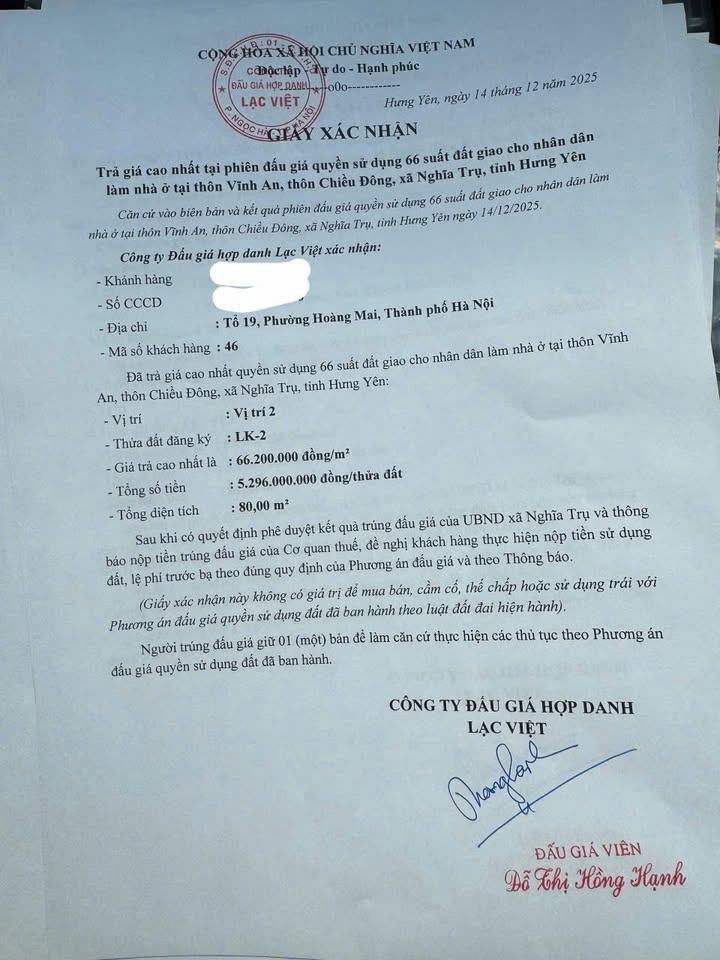 CỘNG HÒA XÃ HỘI CHỦ NGHĨA VIỆT NAM
Độc lập - Tự do - Hạnh phúc
-----o0o------------
ĐẤU GIÁ HỢP DANH
LẠC VIỆT
Hưng Yên, ngày 14 tháng 12 năm 2025
GIẤY XÁC NHẬN
Trả giá cao nhất tại phiên đấu giá quyền sử dụng 66 suất đất giao cho nhân dân
làm nhà ở tại thôn Vĩnh An, thôn Chiều Đông, xã Nghĩa Trụ, tỉnh Hưng Yên
Căn cứ vào biên bản và kết quả phiên đấu giá quyền sử dụng 66 suất đất giao cho nhân dân làm
nhà ở tại thôn Vĩnh An, thôn Chiều Đông, xã Nghĩa Trụ, tỉnh Hưng Yên ngày 14/12/2025.
Công ty Đấu giá hợp danh Lạc Việt xác nhận:
- Khánh hàng
- Số CCCD
- Địa chỉ : Tổ 19, Phường Hoàng Mai, Thành phố Hà Nội
- Mã số khách hàng : 46
Đã trả giá cao nhất quyền sử dụng 66 suất đất giao cho nhân dân làm nhà ở tại thôn Vĩnh
An, thôn Chiều Đông, xã Nghĩa Trụ, tỉnh Hưng Yên:
- Vị trí : Vị trí 2
- Thửa đất đăng ký : LK-2
- Giá trả cao nhất là : 66.200.000 đồng/m²
- Tổng số tiền : 5.296.000.000 đồng/thửa đất
- Tổng diện tích : 80,00 m²
Sau khi có quyết định phê duyệt kết quả trúng đấu giá của UBND xã Nghĩa Trụ và thông
báo nộp tiền trúng đấu giá của Cơ quan thuế, đề nghị khách hàng thực hiện nộp tiền sử dụng
đất, lệ phí trước bạ theo đúng quy định của Phương án đấu giá và theo Thông báo.
(Giấy xác nhận này không có giá trị để mua bán, cầm cố, thế chấp hoặc sử dụng trái với
Phương án đấu giá quyền sử dụng đất đã ban hành theo luật đất đai hiện hành).
Người trúng đấu giá giữ 01 (một) bản để làm căn cứ thực hiện các thủ tục theo Phương án
đấu giá quyền sử dụng đất đã ban hành.
CÔNG TY ĐẤU GIÁ HỢP DANH
LẠC VIỆT
ĐẤU GIÁ VIÊN
Đỗ Thị Hồng Hạnh